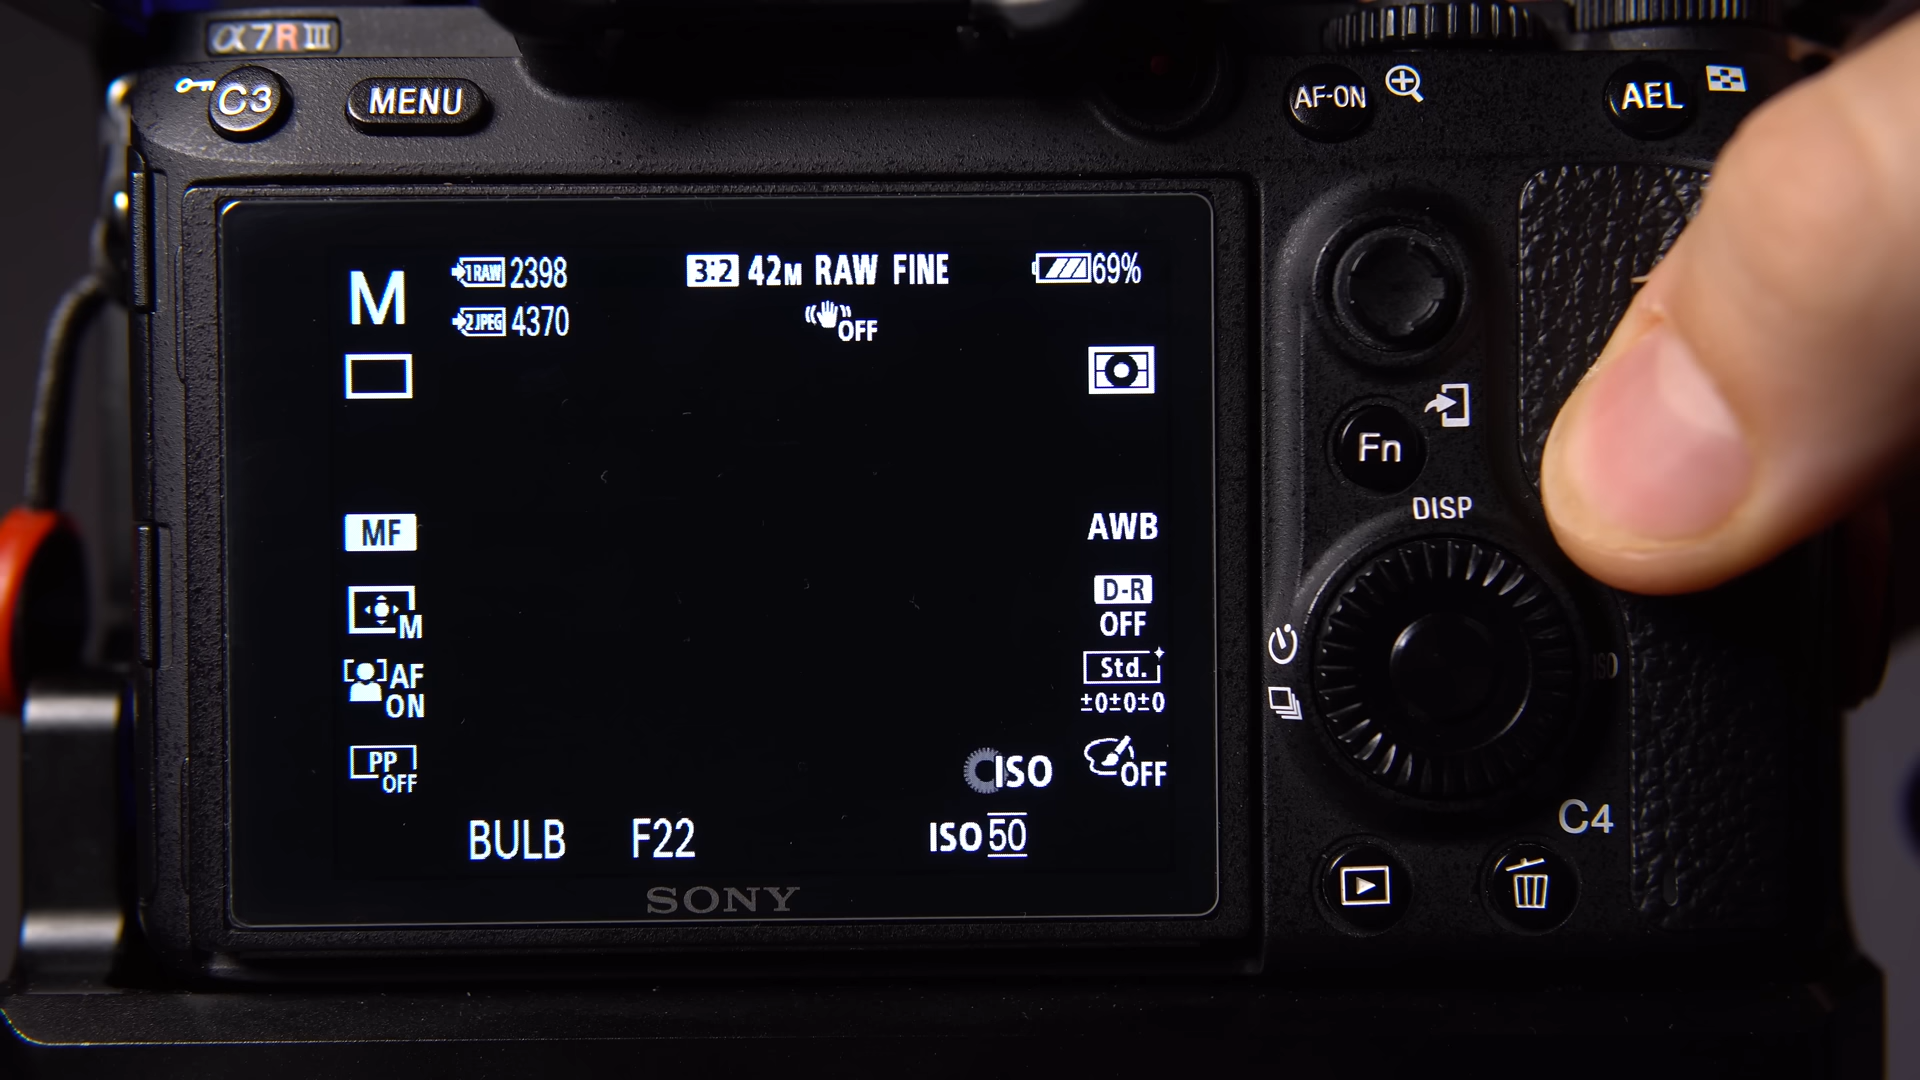 α7RIII
C3
MENU
AF-ON
AEL
M
1RAW 2398
3:2 42M RAW FINE
69%
2JPEG 4370
OFF
Fn
DISP
MF
AWB
M
D-R
OFF
AF
ON
Std.
±0±0±0
ISO
PP
OFF
ISO
OFF
BULB
F22
ISO 50
C4
SONY